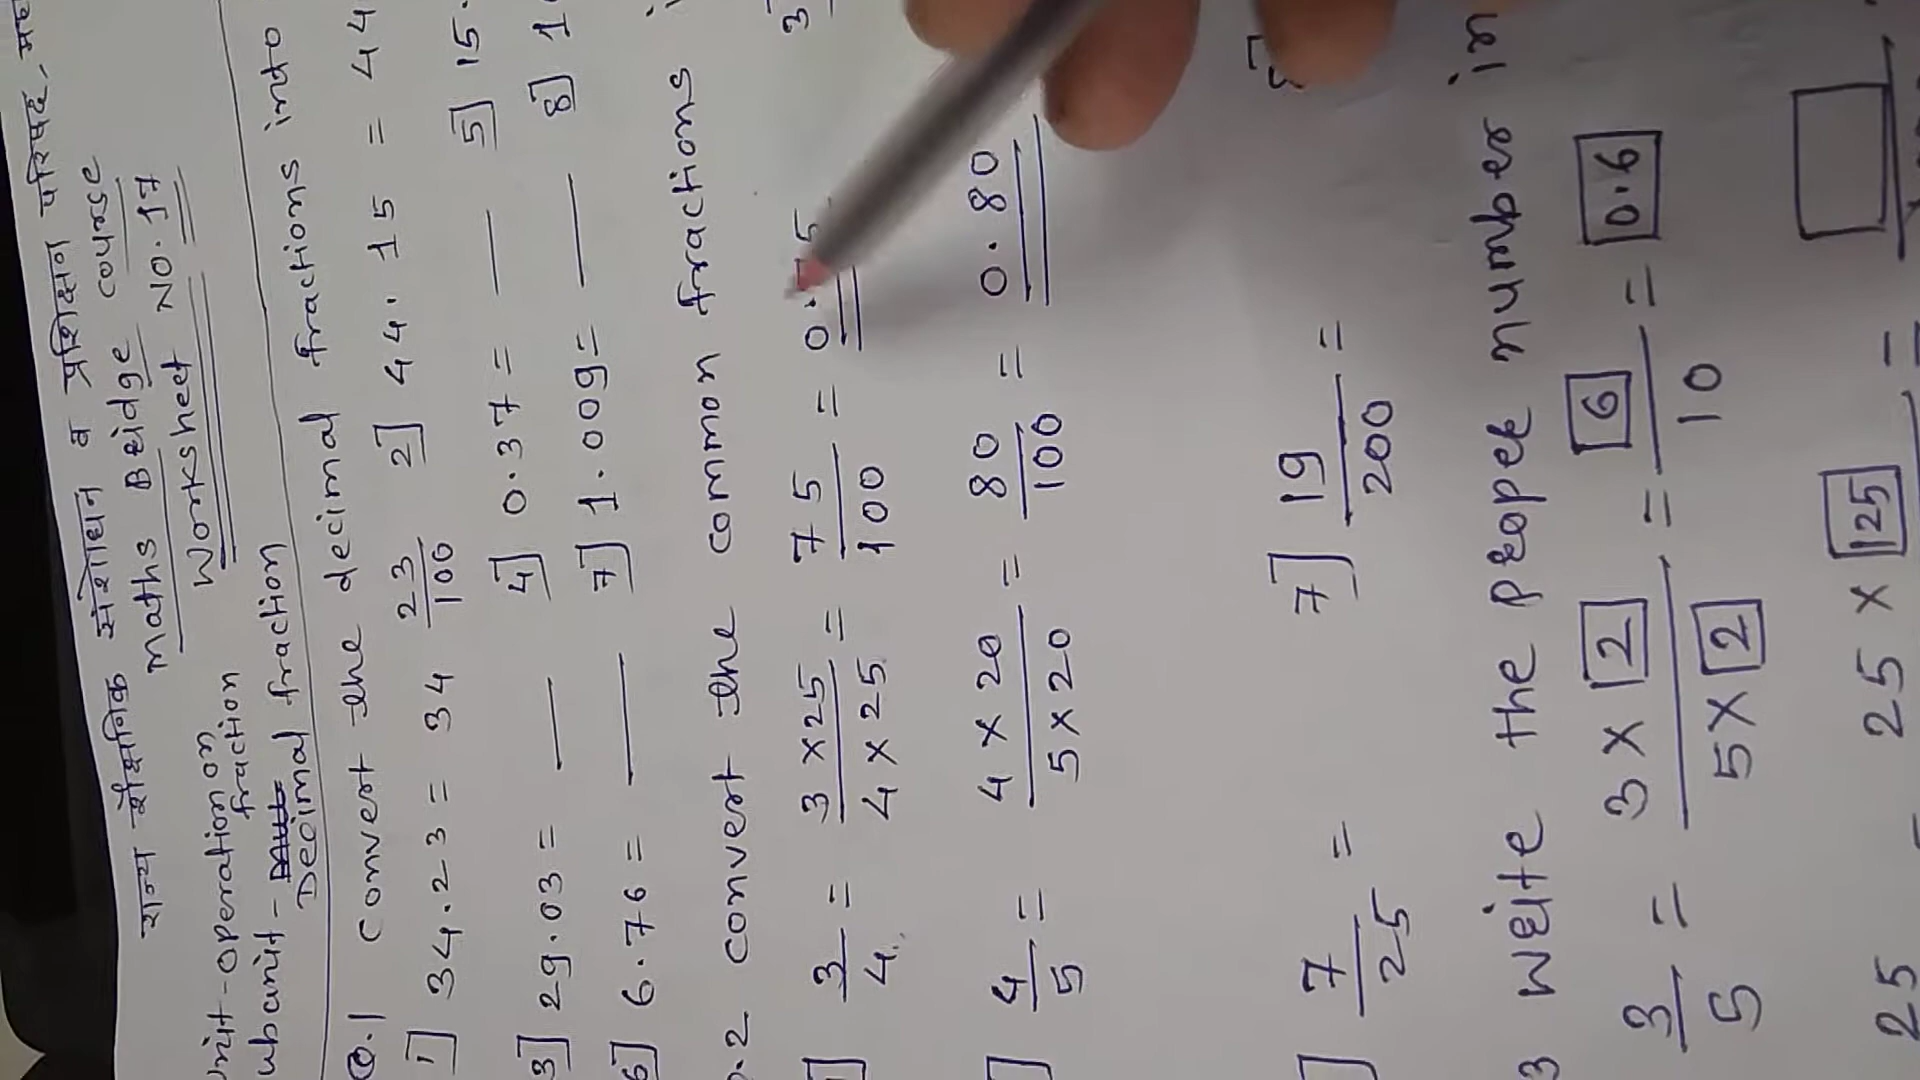 राज्य शैक्षणिक संशोधन व प्रशिक्षण परिषद,
maths Bridge course
Worksheet NO. 17
-operation on
fraction
Decimal fraction
Q.1 convert the decimal fractions into
1] 34.23 = 34 23/100 2] 44.15 = 44
3] 29.03 = — 4] 0.37 = — 5] 15.
6] 6.76 = — 7] 1.009 = — 8] 1
.2 convert the common fractions
3/4 = 3 × 25/4 × 25 = 75/100 = 0.75 3
4/5 = 4 × 20/5 × 20 = 80/100 = 0.80
7/25 = 7] 19/200 =
3 write the proper number in
3/5 = 3 × 2/5 × 2 = 6/10 = 0.6
25 25 × 125 =